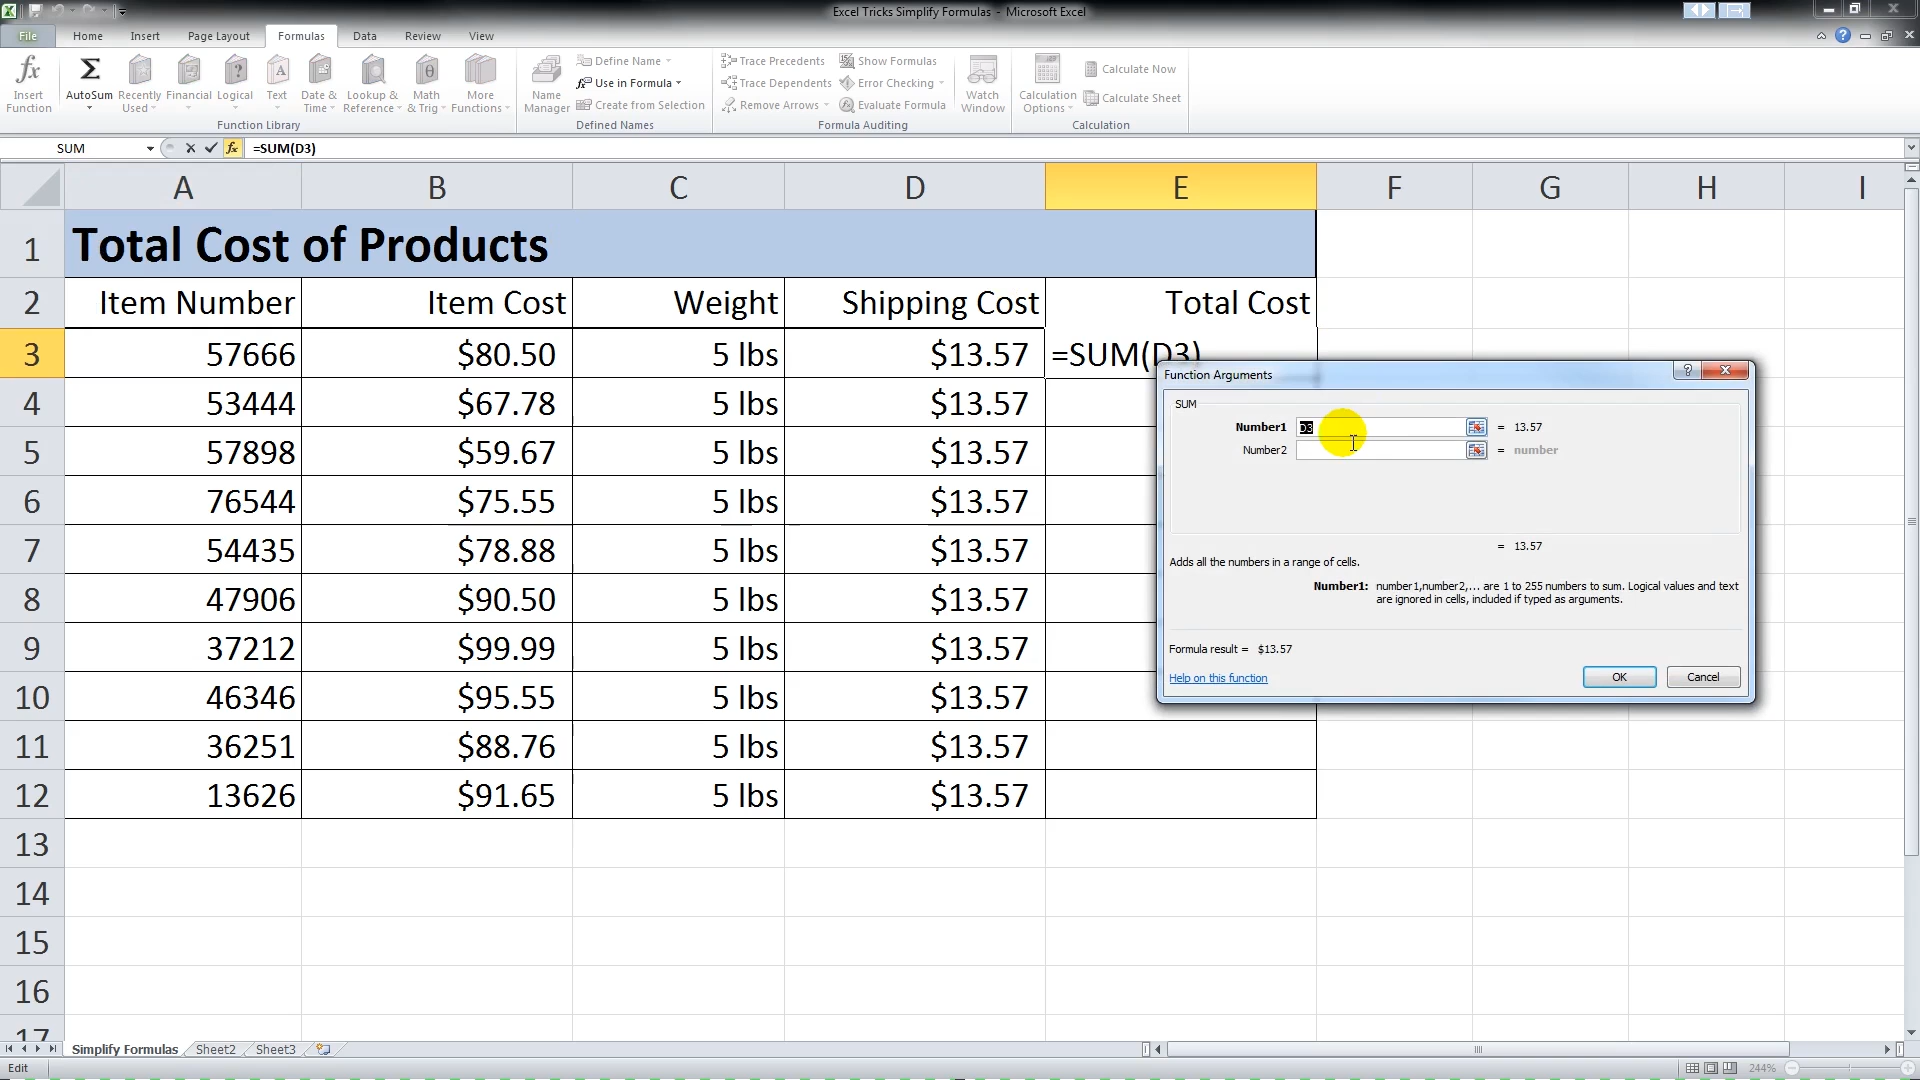 Excel Tricks Simplify Formulas - Microsoft Excel
File Home Insert Page Layout Formulas Data Review View
Insert Function
AutoSum
Recently Used
Financial
Logical
Text
Date & Time
Lookup & Reference
Math & Trig
More Functions
Function Library
Name Manager
Define Name
Use in Formula
Create from Selection
Defined Names
Trace Precedents
Trace Dependents
Remove Arrows
Show Formulas
Error Checking
Evaluate Formula
Formula Auditing
Watch Window
Calculation Options
Calculate Now
Calculate Sheet
Calculation
SUM fx =SUM(D3)
A B C D E F G H I
1 Total Cost of Products
2 Item Number Item Cost Weight Shipping Cost Total Cost
3 57666 $80.50 5 lbs $13.57 =SUM(D3)
4 53444 $67.78 5 lbs $13.57
5 57898 $59.67 5 lbs $13.57
6 76544 $75.55 5 lbs $13.57
7 54435 $78.88 5 lbs $13.57
8 47906 $90.50 5 lbs $13.57
9 37212 $99.99 5 lbs $13.57
10 46346 $95.55 5 lbs $13.57
11 36251 $88.76 5 lbs $13.57
12 13626 $91.65 5 lbs $13.57
13
14
15
16
17
Function Arguments
SUM
Number1 D3 = 13.57
Number2 = number
= 13.57
Adds all the numbers in a range of cells.
Number1: number1,number2,... are 1 to 255 numbers to sum. Logical values and text
are ignored in cells, included if typed as arguments.
Formula result = $13.57
Help on this function
OK Cancel
Simplify Formulas Sheet2 Sheet3
Edit 244%